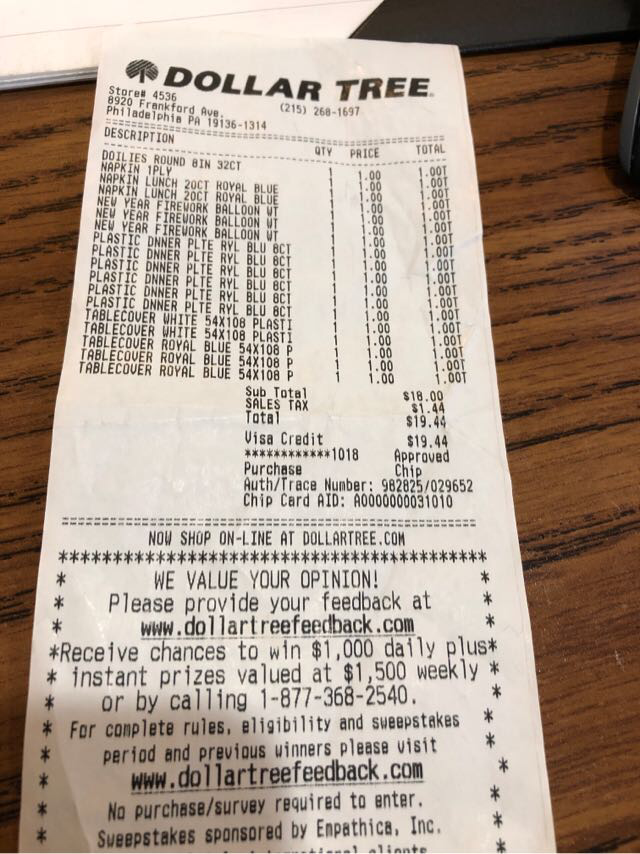 DOLLAR TREE
Store# 4536 (215) 268-1697
8920 Frankford Ave.
Philadelphia PA 19136-1314
DESCRIPTION QTY PRICE TOTAL
DOILIES ROUND 8IN 32CT 1 1.00 1.00T
NAPKIN 1PLY 1 1.00 1.00T
NAPKIN LUNCH 20CT ROYAL BLUE 1 1.00 1.00T
NAPKIN LUNCH 20CT ROYAL BLUE 1 1.00 1.00T
NEW YEAR FIREWORK BALLOON WT 1 1.00 1.00T
NEW YEAR FIREWORK BALLOON WT 1 1.00 1.00T
NEW YEAR FIREWORK BALLOON WT 1 1.00 1.00T
PLASTIC DNNER PLTE RYL BLU 8CT 1 1.00 1.00T
PLASTIC DNNER PLTE RYL BLU 8CT 1 1.00 1.00T
PLASTIC DNNER PLTE RYL BLU 8CT 1 1.00 1.00T
PLASTIC DNNER PLTE RYL BLU 8CT 1 1.00 1.00T
PLASTIC DNNER PLTE RYL BLU 8CT 1 1.00 1.00T
PLASTIC DNNER PLTE RYL BLU 8CT 1 1.00 1.00T
TABLECOVER WHITE 54X108 PLASTI 1 1.00 1.00T
TABLECOVER WHITE 54X108 PLASTI 1 1.00 1.00T
TABLECOVER ROYAL BLUE 54X108 P 1 1.00 1.00T
TABLECOVER ROYAL BLUE 54X108 P 1 1.00 1.00T
TABLECOVER ROYAL BLUE 54X108 P 1 1.00 1.00T
Sub Total $18.00
SALES TAX $1.44
Total $19.44
Visa Credit $19.44
************1018 Approved
Purchase Chip
Auth/Trace Number: 982825/029652
Chip Card AID: A0000000031010
NOW SHOP ON-LINE AT DOLLARTREE.COM
******************************************
* WE VALUE YOUR OPINION! *
* Please provide your feedback at *
* www.dollartreefeedback.com *
*Receive chances to win $1,000 daily plus*
* instant prizes valued at $1,500 weekly *
* or by calling 1-877-368-2540. *
* For complete rules, eligibility and sweepstakes *
* period and previous winners please visit *
* www.dollartreefeedback.com *
* No purchase/survey required to enter. *
* Sweepstakes sponsored by Empathica, Inc. *
international clients